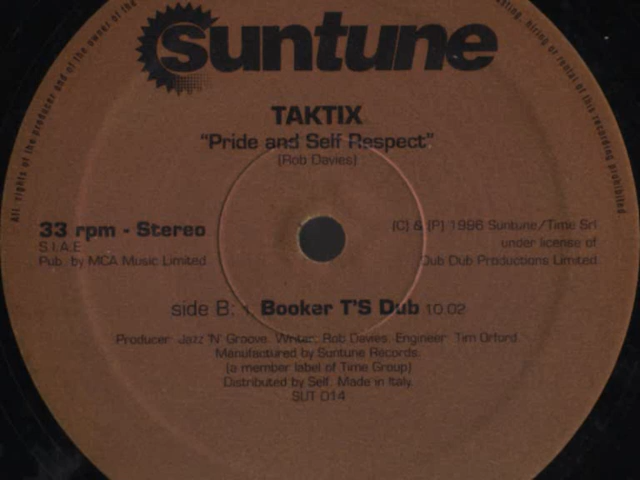 suntune
All rights of the producer and of the owner of the
hiring or rental of this recording prohibited
TAKTIX
"Pride and Self Respect"
(Rob Davies)
33 rpm - Stereo
S.I.A.E
Pub. by MCA Music Limited
(C) & (P) 1996 Suntune/Time Srl
under license of
Dub Dub Productions Limited
side B: 1. Booker T'S Dub 10.02
Producer: Jazz 'N' Groove. Writer: Rob Davies. Engineer: Tim Orford.
Manufactured by Suntune Records.
(a member label of Time Group)
Distributed by Self. Made in Italy.
SUT 014